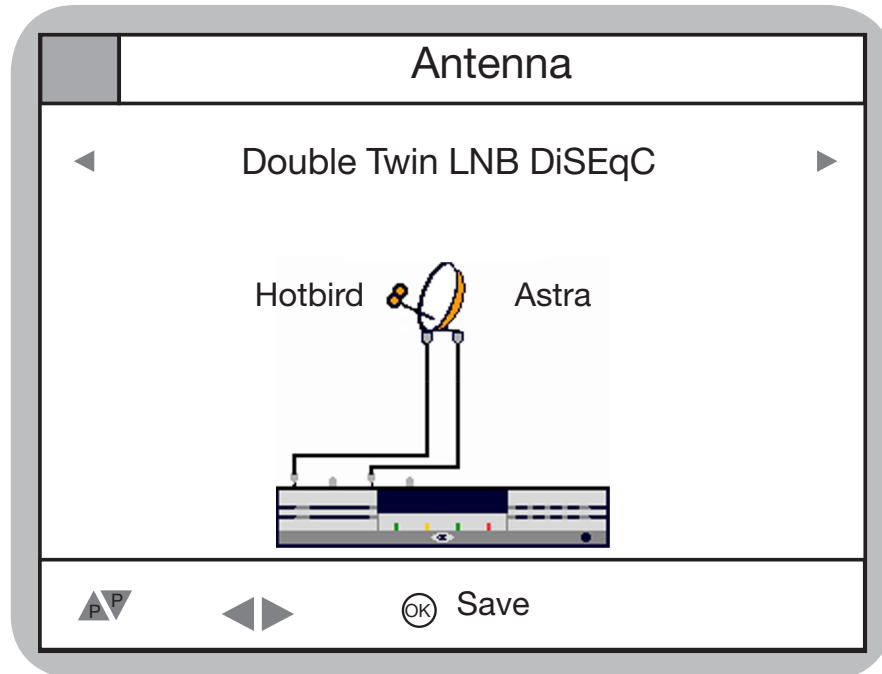 Antenna
Double Twin LNB DiSEqC
Hotbird Astra
P P OK Save